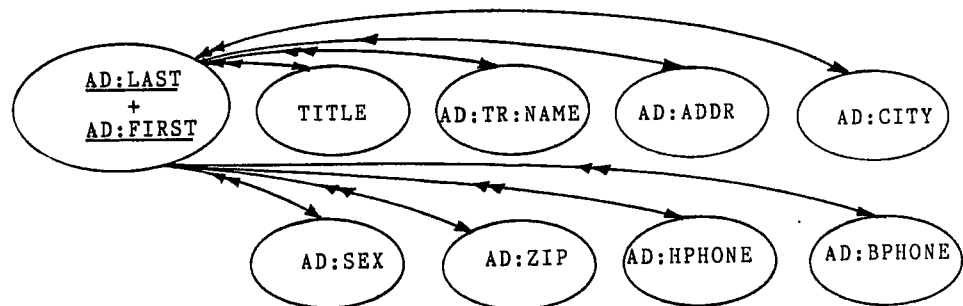 AD:LAST
+
AD:FIRST
TITLE
AD:TR:NAME
AD:ADDR
AD:CITY
AD:SEX
AD:ZIP
AD:HPHONE
AD:BPHONE